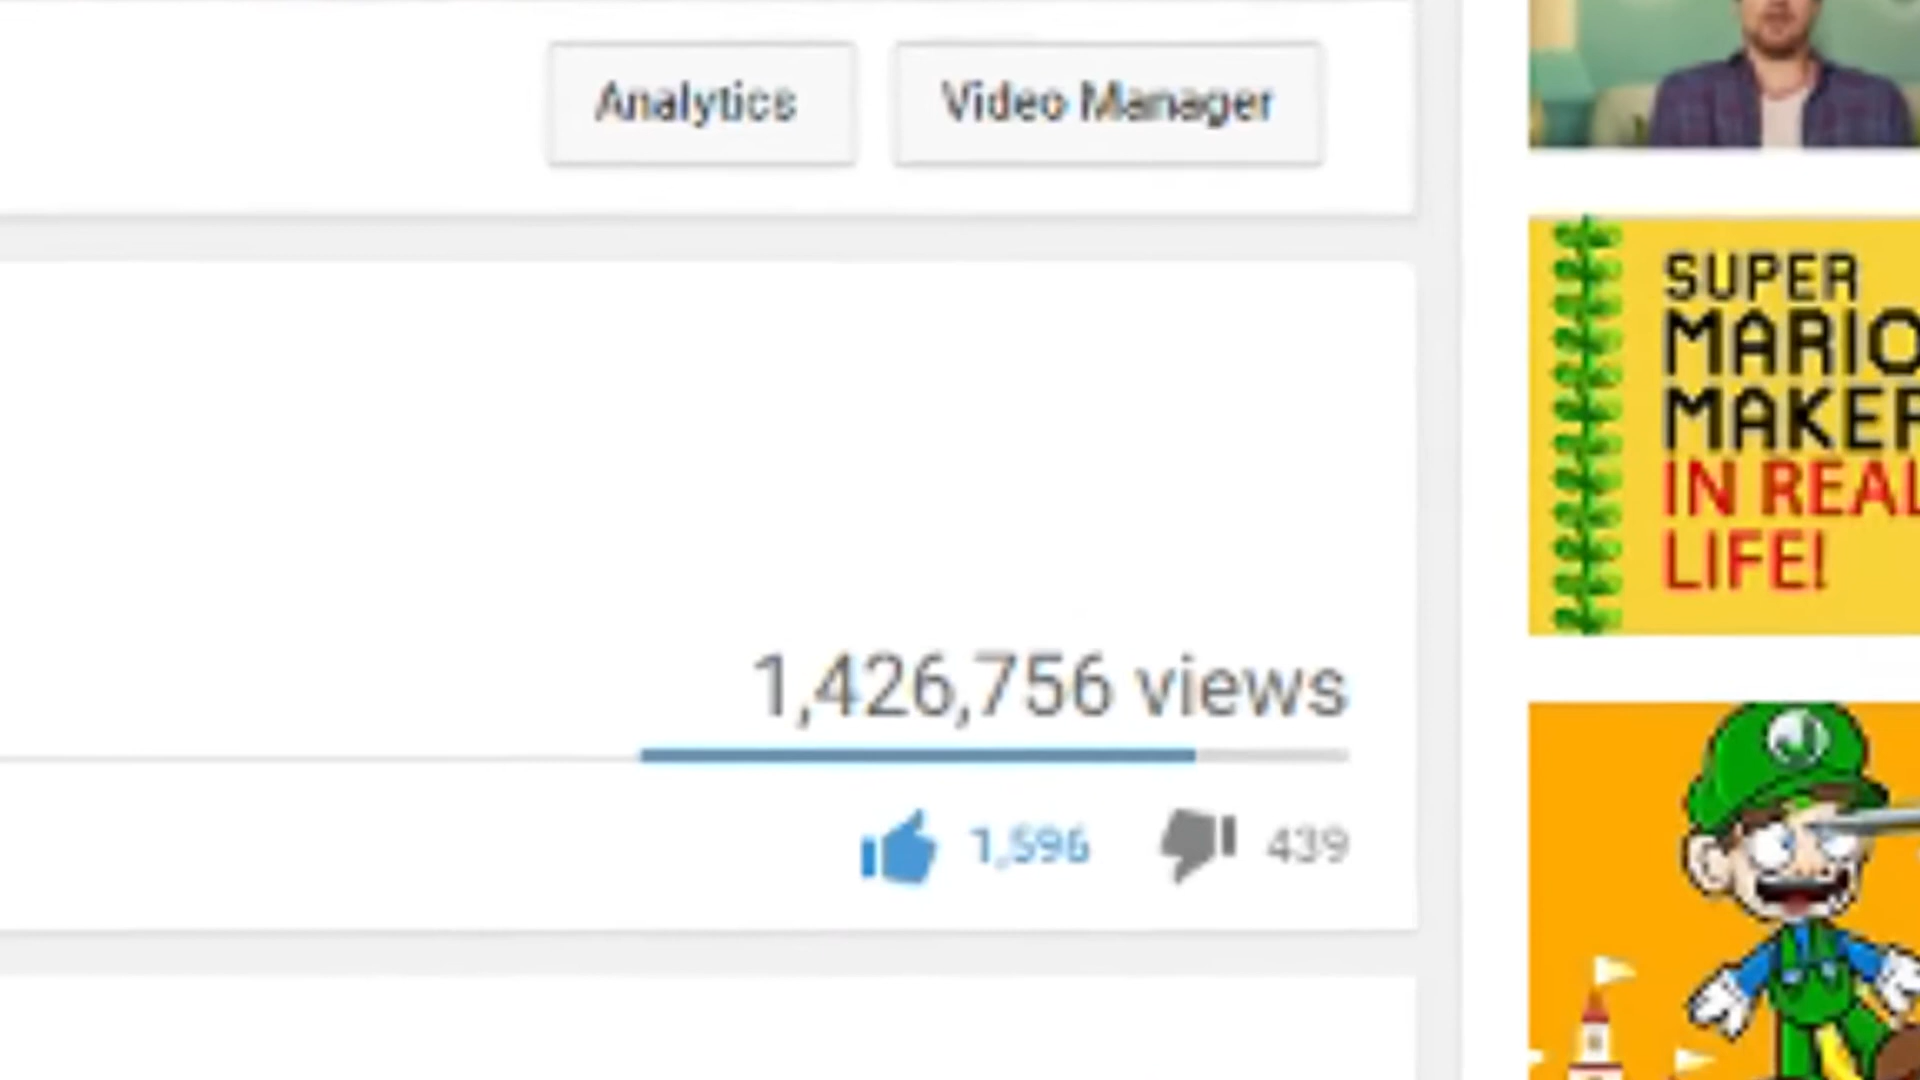 Analytics
Video Manager
1,426,756 views
1,596
439
SUPER
MARIO
MAKER
IN REAL
LIFE!